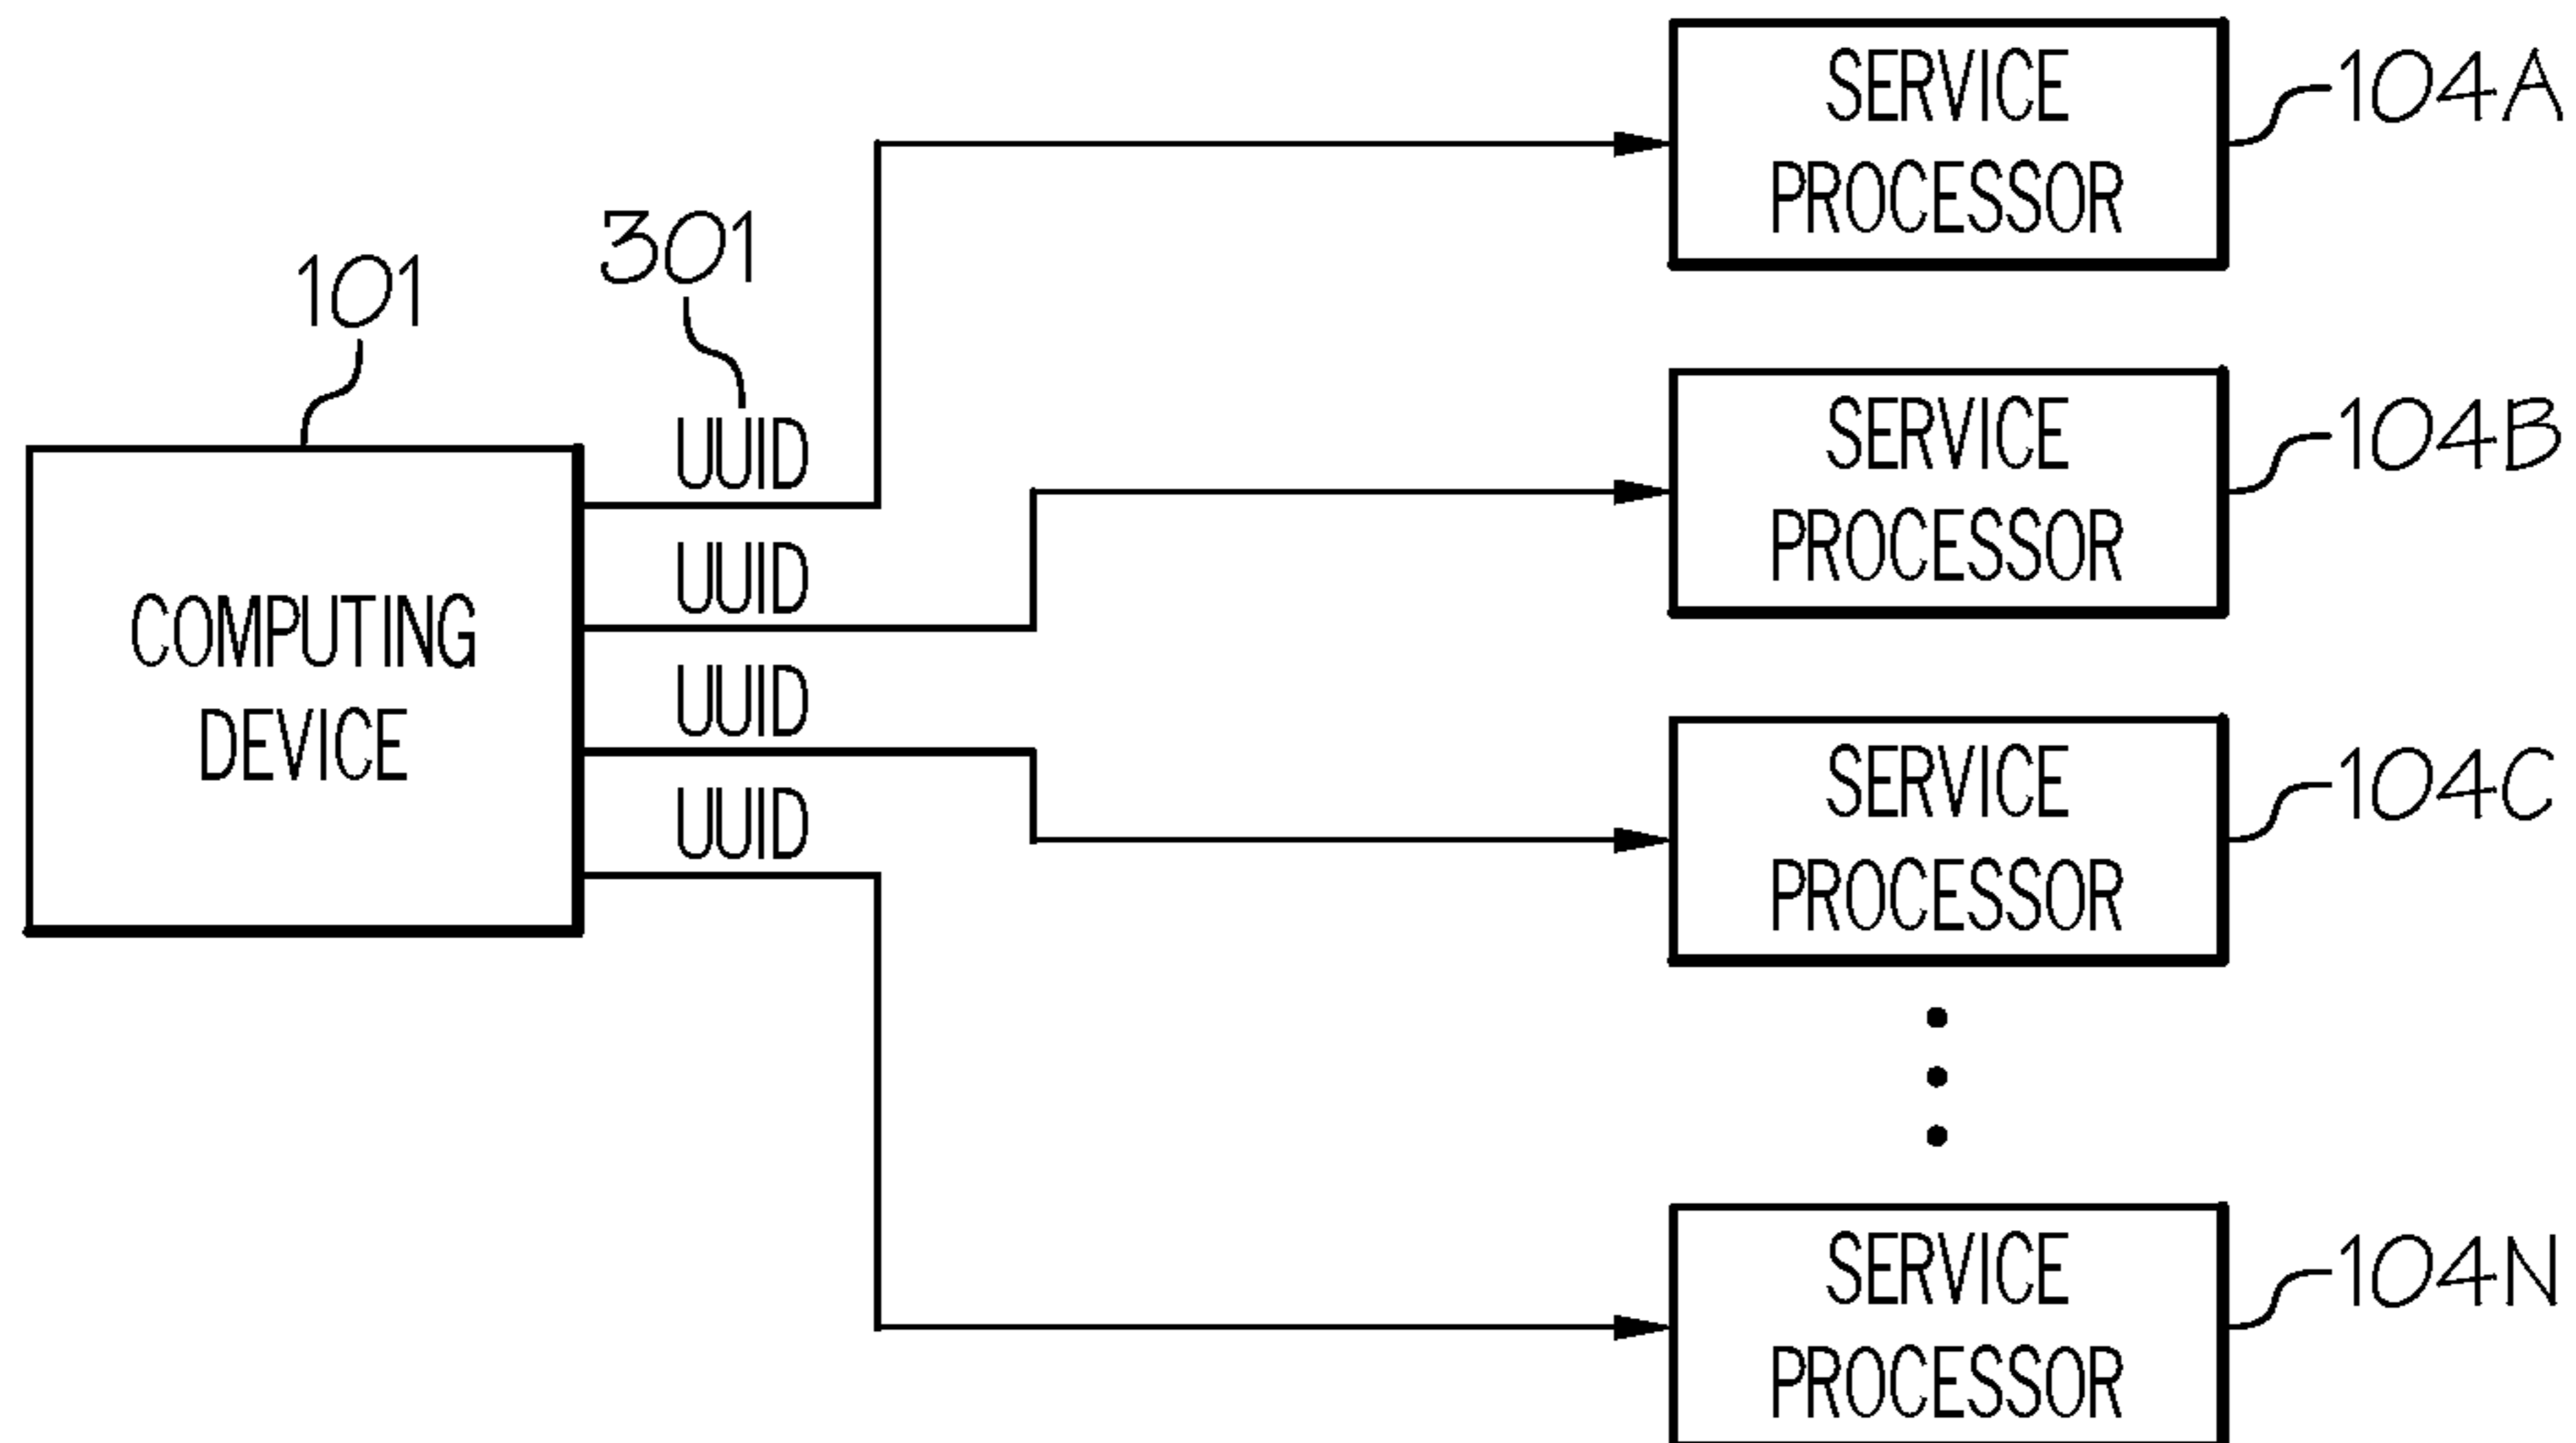 SERVICE
PROCESSOR
104A
301
101
UUID
SERVICE
PROCESSOR
104B
UUID
COMPUTING
DEVICE
UUID
SERVICE
PROCESSOR
104C
UUID
SERVICE
PROCESSOR
104N